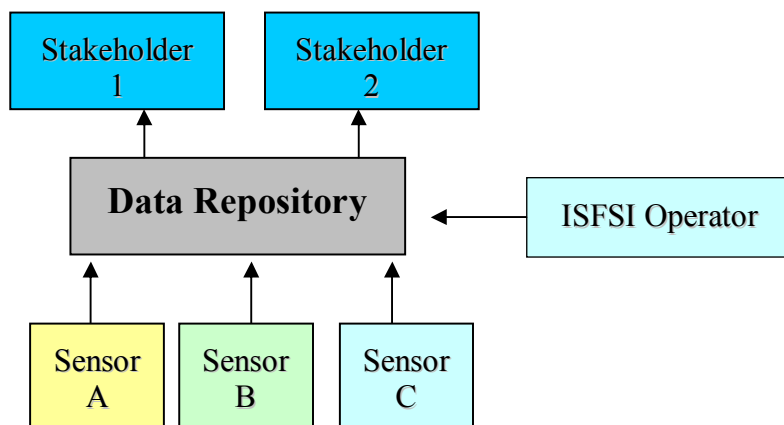 Stakeholder
1
Stakeholder
2
Data Repository
ISFSI Operator
Sensor
A
Sensor
B
Sensor
C